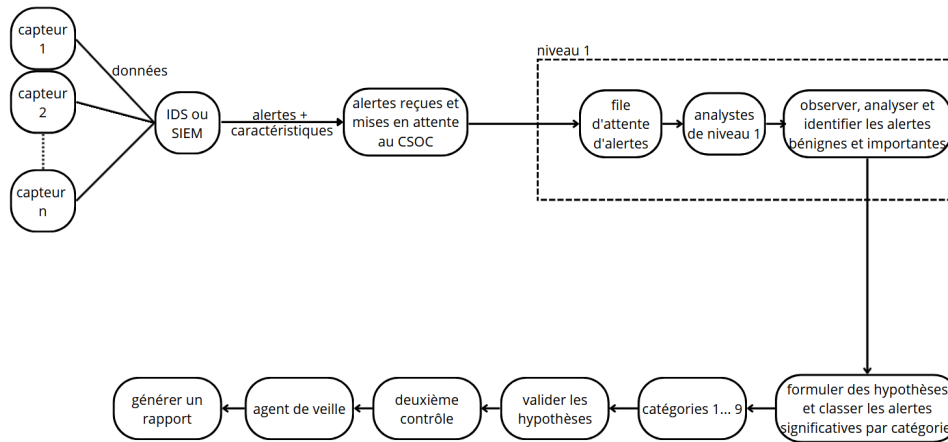 capteur
1
données
capteur
2
capteur
n
IDS ou
SIEM
alertes +
caractéristiques
alertes reçues et
mises en attente
au CSOC
niveau 1
file
d'attente
d'alertes
analystes
de niveau 1
observer, analyser et
identifier les alertes
bénignes et importantes
formuler des hypothèses
et classer les alertes
significatives par catégorie
catégories 1... 9
valider les
hypothèses
deuxième
contrôle
agent de veille
générer un
rapport